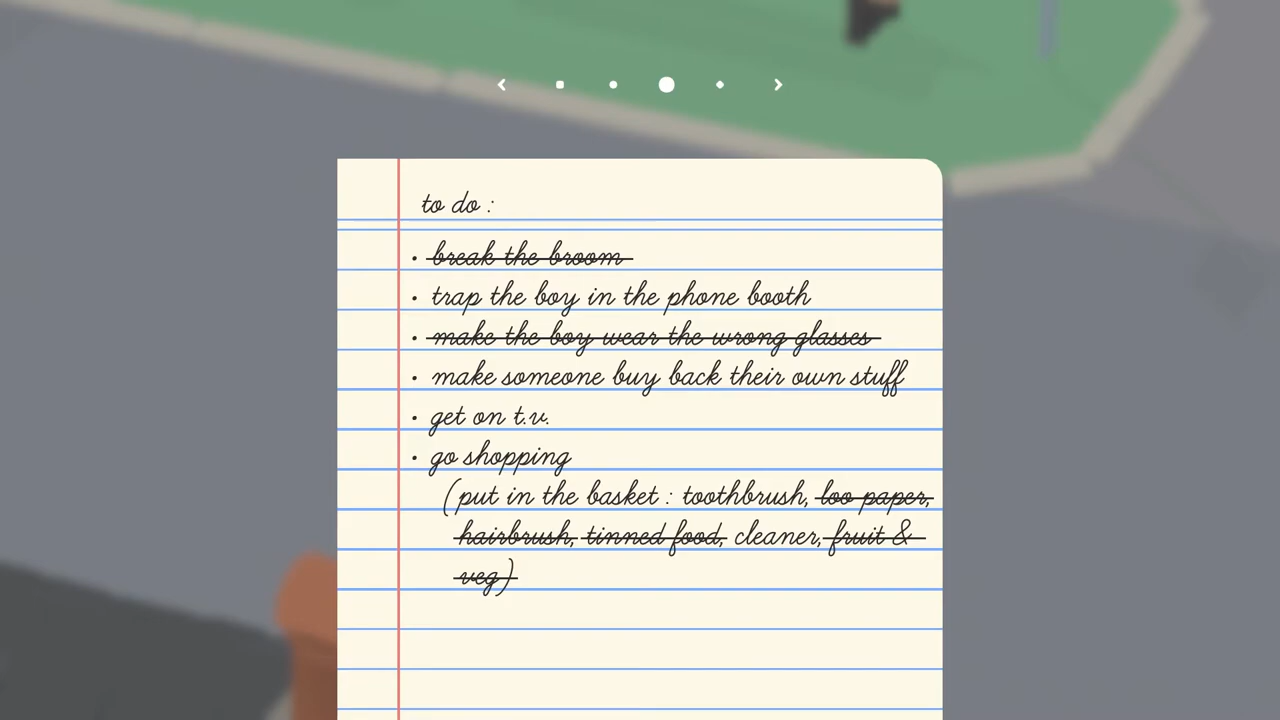 to do :
• break the broom
• trap the boy in the phone booth
• make the boy wear the wrong glasses
• make someone buy back their own stuff
• get on t.v.
• go shopping
(put in the basket : toothbrush, loo paper,
hairbrush, tinned food, cleaner, fruit &
veg)